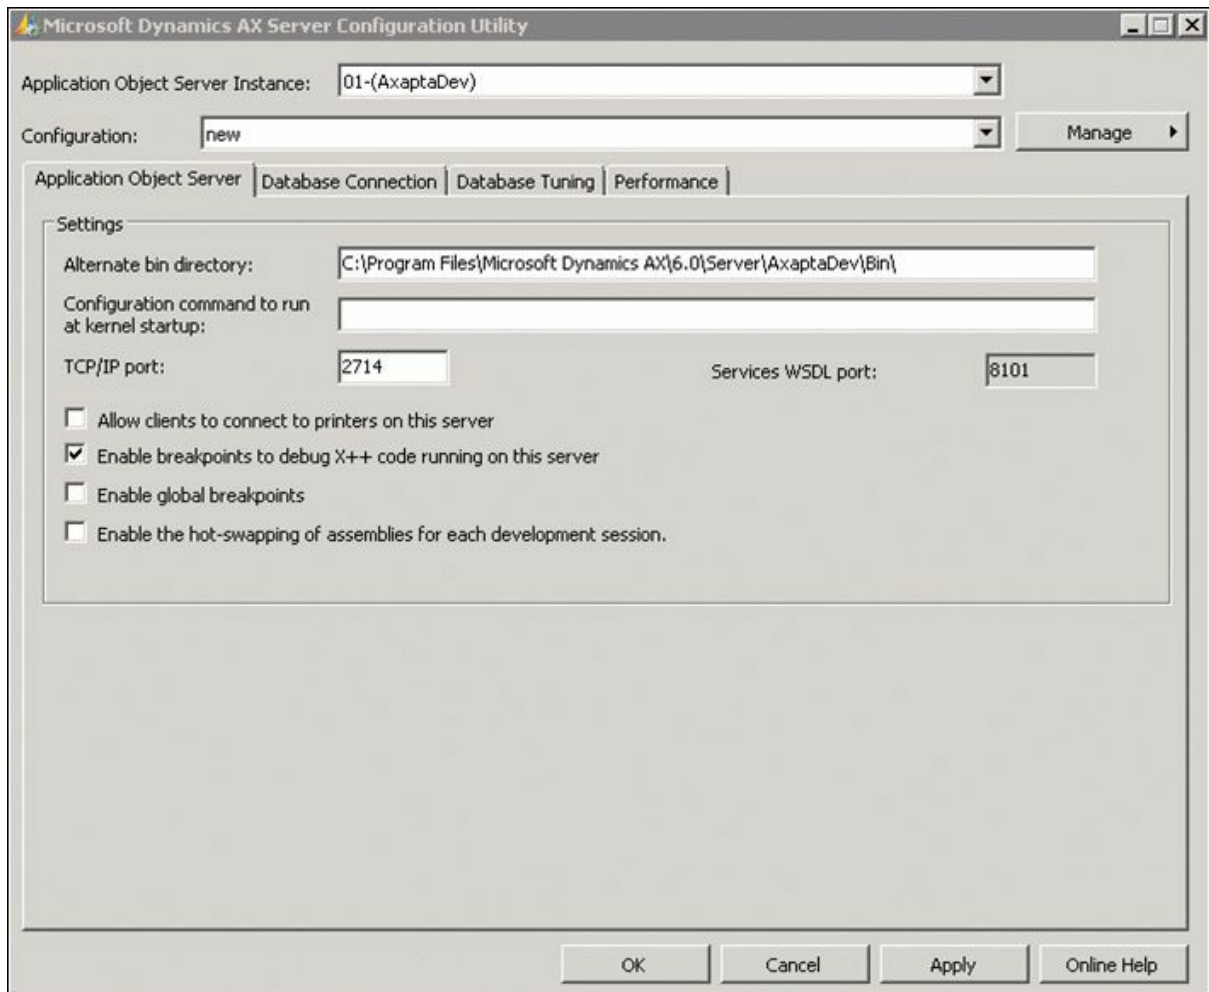 Microsoft Dynamics AX Server Configuration Utility
Application Object Server Instance: 01-(AxaptaDev)
Configuration: new Manage
Application Object Server Database Connection Database Tuning Performance
Settings
Alternate bin directory: C:\Program Files\Microsoft Dynamics AX\6.0\Server\AxaptaDev\Bin\
Configuration command to run
at kernel startup:
TCP/IP port: 2714 Services WSDL port: 8101
Allow clients to connect to printers on this server
Enable breakpoints to debug X++ code running on this server
Enable global breakpoints
Enable the hot-swapping of assemblies for each development session.
OK Cancel Apply Online Help